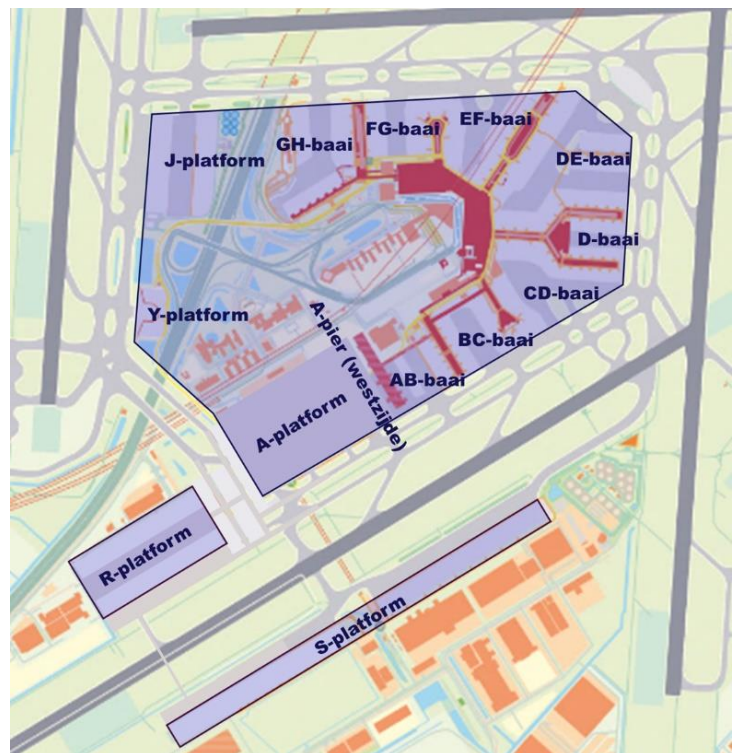 EF-baai
FG-baai
GH-baai
J-platform
DE-baai
D-baai
CD-baai
Y-platform
A-pier (westzijde)
BC-baai
AB-baai
A-platform
R-platform
S-platform